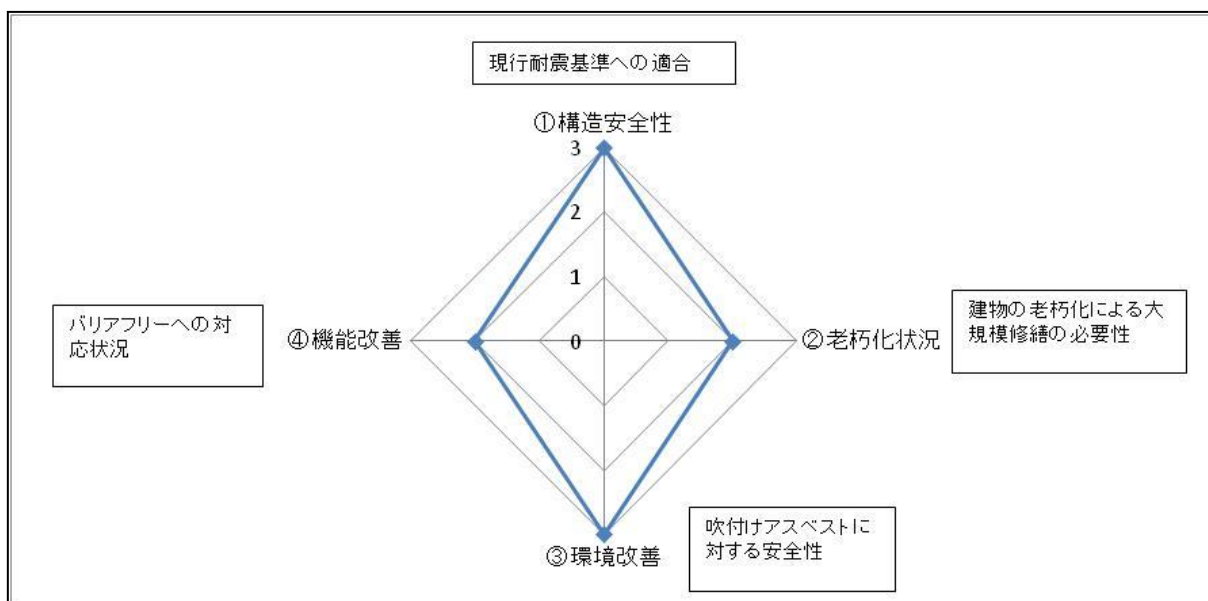 現行耐震基準への適合
①構造安全性
3
2
1
0
バリアフリーへの対
応状況
④機能改善
②老朽化状況
建物の老朽化による大
規模修繕の必要性
③環境改善
吹付けアスベストに
対する安全性